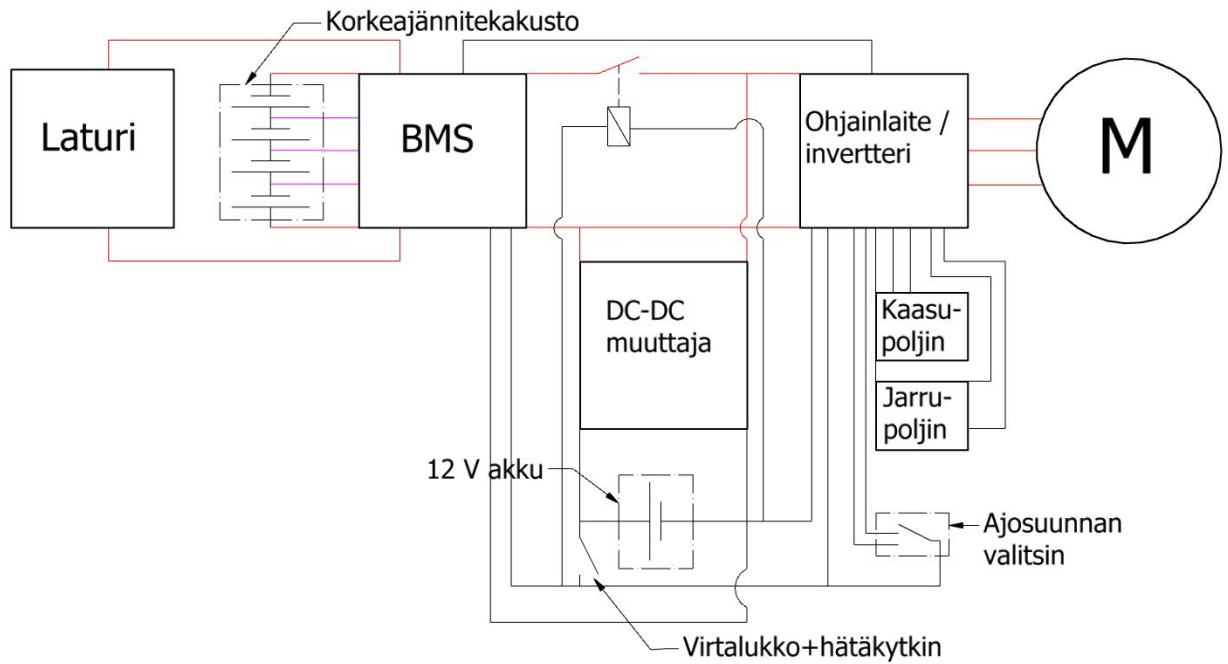 Korkeajännitekakusto
Laturi
BMS
Ohjainlaite /
invertteri
M
DC-DC
muuttaja
Kaasu-
poljin
Jarru-
poljin
12 V akku
Ajosuunnan
valitsin
Virtalukko+hätäkytkin